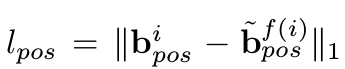 l_{pos} = \|\mathbf{b}^{i}_{pos} - \tilde{\mathbf{b}}^{f(i)}_{pos}\|_1